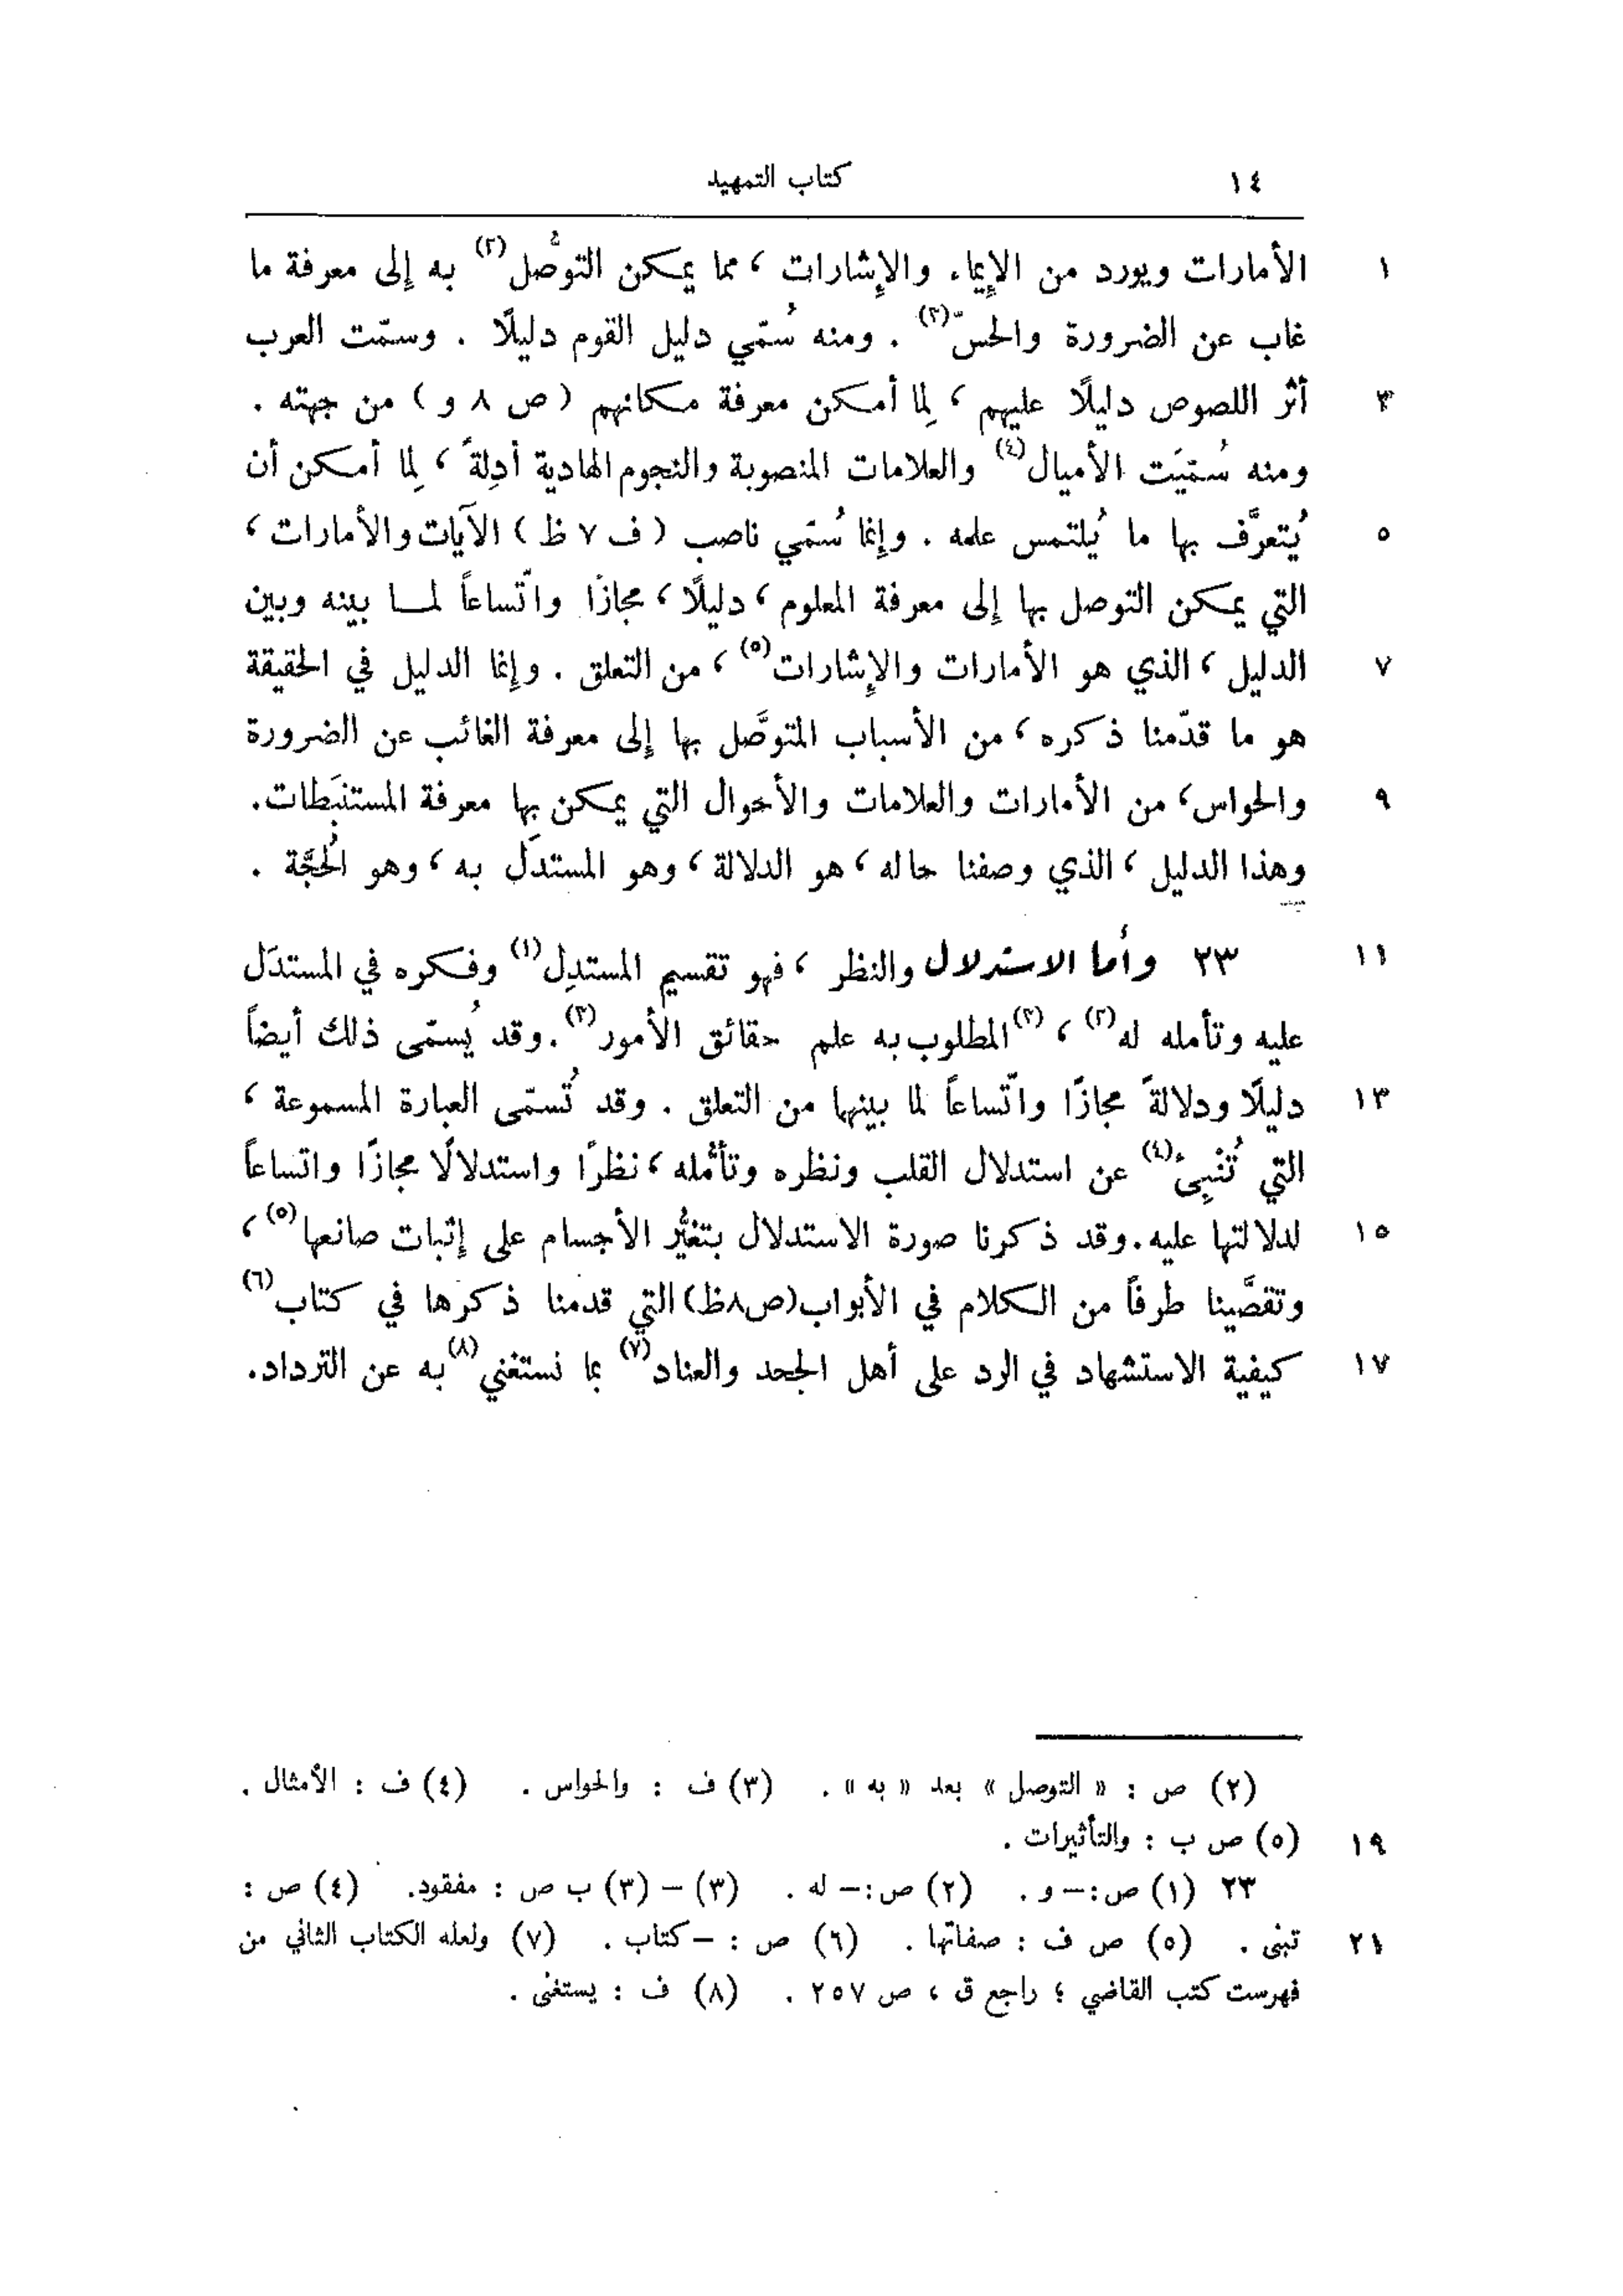 ١٤ كتاب التمهيد
١ الأمارات ويورد من الإيماء والإشارات ، مما يمكن التوصُّل(٢) به إلى معرفة ما
غاب عن الضرورة والحسّ(٣) . ومنه سُمّي دليل القوم دليلًا . وسمّت العرب
٣ أثر اللصوص دليلًا عليهم ، لِما أمكن معرفة مكانهم ( ص ٨ و ) من جهته .
ومنه سُمّيَت الأميال(٤) والعلامات المنصوبة والنجوم الهادية أدِلةً ، لِما أمكن أن
٥ يُتعرَّف بها ما يُلتمس علمه . وإنما سُمّي ناصب ( ف ٧ ظ ) الآيات والأمارات ،
التي يمكن التوصل بها إلى معرفة المعلوم ، دليلًا ، مجازًا واتّساعاً لما بينه وبين
٧ الدليل ، الذي هو الأمارات والإشارات(٥) ، من التعلق . وإنما الدليل في الحقيقة
هو ما قدّمنا ذكره ، من الأسباب المتوصَّل بها إلى معرفة الغائب عن الضرورة
٩ والحواس ، من الأمارات والعلامات والأحوال التي يمكن بها معرفة المستنبَطات .
وهذا الدليل ، الذي وصفنا حاله ، هو الدلالة ، وهو المستدَل به ، وهو الُحجَّة .
١١ ٢٣ وأما الاستدلال والنظر ، فهو تقسيم المستدِل(١) وفكره في المستدَل
عليه وتأمله له(٢) ، (٣)المطلوب به علم حقائق الأمور(٣) . وقد يُسمّى ذلك أيضاً
١٣ دليلًا ودلالةً مجازًا واتّساعاً لما بينها من التعلق . وقد تُسمّى العبارة المسموعة ،
التي تُنبِئ(٤) عن استدلال القلب ونظره وتأمُّله ، نظرًا واستدلالًا مجازًا واتساعاً
١٥ لدلالتها عليه . وقد ذكرنا صورة الاستدلال بتغيُّر الأجسام على إثبات صانعها(٥) ،
وتقصَّينا طرفاً من الكلام في الأبواب (ص٨ظ) التي قدمنا ذكرها في كتاب(٦)
١٧ كيفية الاستشهاد في الرد على أهل الجحد والعناد(٧) بما نستغني(٨) به عن الترداد .
(٢) ص : « التوصل » بعد « به » . (٣) ف : والحواس . (٤) ف : الأمثال .
١٩ (٥) ص ب : والتأثيرات .
٢٣ (١) ص :– و . (٢) ص :– له . (٣) – (٣) ب ص : مفقود . (٤) ص :
٢١ تبنى . (٥) ص ف : صفاتها . (٦) ص : – كتاب . (٧) ولعله الكتاب الثاني من
فهرست كتب القاضي ؛ راجع ق ، ص ٢٥٧ . (٨) ف : يستغنى .